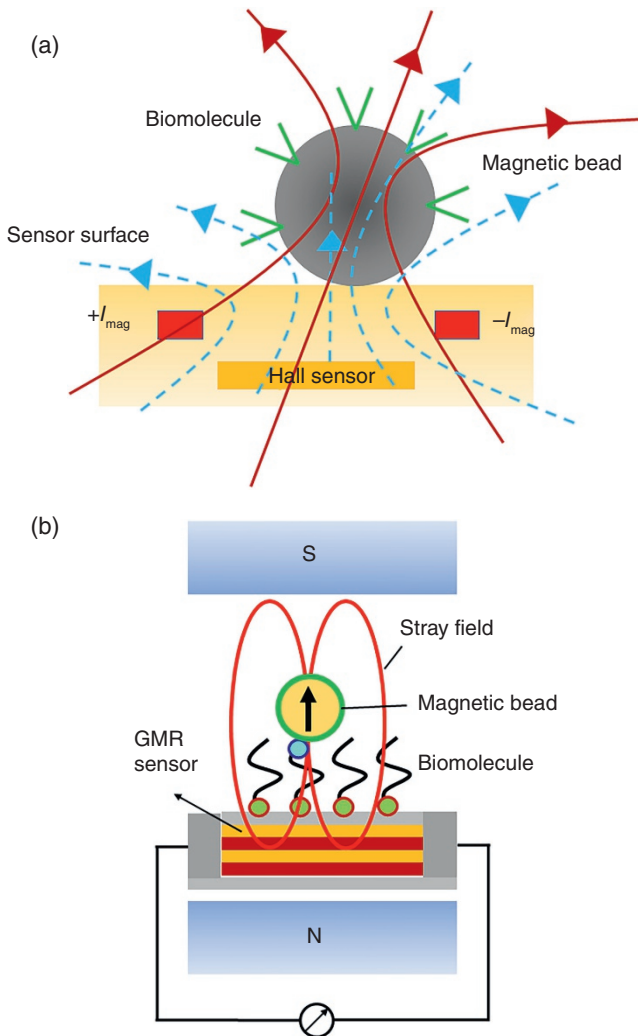 (a)
Biomolecule
Magnetic bead
Sensor surface
+Imag
–Imag
Hall sensor
(b)
S
Stray field
Magnetic bead
GMR
sensor
Biomolecule
N